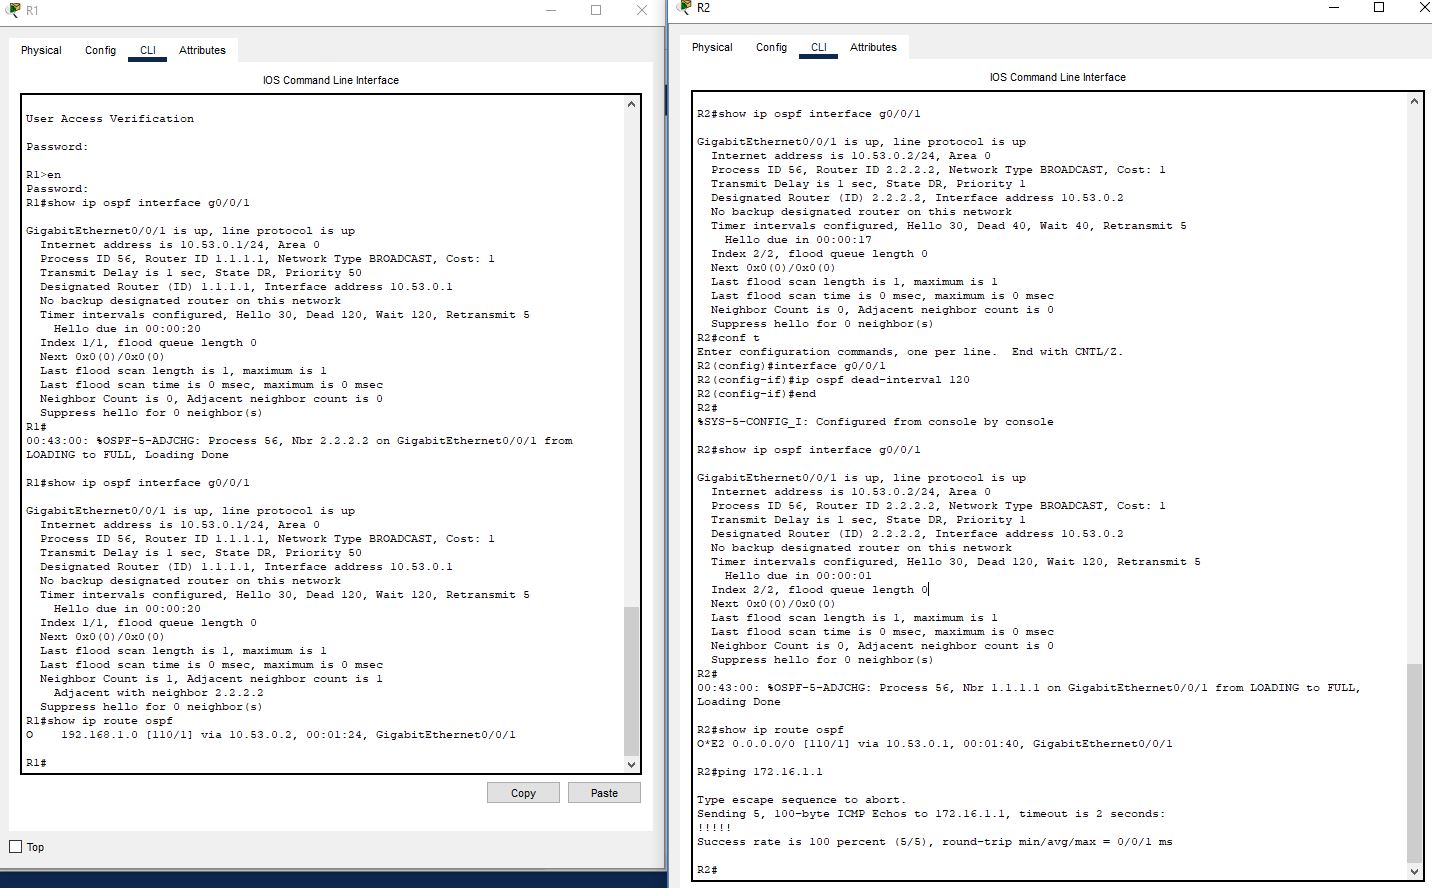 R1
Physical Config CLI Attributes
IOS Command Line Interface
User Access Verification
Password:
R1>en
Password:
R1#show ip ospf interface g0/0/1
GigabitEthernet0/0/1 is up, line protocol is up
Internet address is 10.53.0.1/24, Area 0
Process ID 56, Router ID 1.1.1.1, Network Type BROADCAST, Cost: 1
Transmit Delay is 1 sec, State DR, Priority 50
Designated Router (ID) 1.1.1.1, Interface address 10.53.0.1
No backup designated router on this network
Timer intervals configured, Hello 30, Dead 120, Wait 120, Retransmit 5
Hello due in 00:00:20
Index 1/1, flood queue length 0
Next 0x0(0)/0x0(0)
Last flood scan length is 1, maximum is 1
Last flood scan time is 0 msec, maximum is 0 msec
Neighbor Count is 0, Adjacent neighbor count is 0
Suppress hello for 0 neighbor(s)
R1#
00:43:00: %OSPF-5-ADJCHG: Process 56, Nbr 2.2.2.2 on GigabitEthernet0/0/1 from
LOADING to FULL, Loading Done
R1#show ip ospf interface g0/0/1
GigabitEthernet0/0/1 is up, line protocol is up
Internet address is 10.53.0.1/24, Area 0
Process ID 56, Router ID 1.1.1.1, Network Type BROADCAST, Cost: 1
Transmit Delay is 1 sec, State DR, Priority 50
Designated Router (ID) 1.1.1.1, Interface address 10.53.0.1
No backup designated router on this network
Timer intervals configured, Hello 30, Dead 120, Wait 120, Retransmit 5
Hello due in 00:00:20
Index 1/1, flood queue length 0
Next 0x0(0)/0x0(0)
Last flood scan length is 1, maximum is 1
Last flood scan time is 0 msec, maximum is 0 msec
Neighbor Count is 1, Adjacent neighbor count is 1
Adjacent with neighbor 2.2.2.2
Suppress hello for 0 neighbor(s)
R1#show ip route ospf
O 192.168.1.0 [110/1] via 10.53.0.2, 00:01:24, GigabitEthernet0/0/1
R1#
Copy Paste
Top
R2
Physical Config CLI Attributes
IOS Command Line Interface
R2#show ip ospf interface g0/0/1
GigabitEthernet0/0/1 is up, line protocol is up
Internet address is 10.53.0.2/24, Area 0
Process ID 56, Router ID 2.2.2.2, Network Type BROADCAST, Cost: 1
Transmit Delay is 1 sec, State DR, Priority 1
Designated Router (ID) 2.2.2.2, Interface address 10.53.0.2
No backup designated router on this network
Timer intervals configured, Hello 30, Dead 40, Wait 40, Retransmit 5
Hello due in 00:00:17
Index 2/2, flood queue length 0
Next 0x0(0)/0x0(0)
Last flood scan length is 1, maximum is 1
Last flood scan time is 0 msec, maximum is 0 msec
Neighbor Count is 0, Adjacent neighbor count is 0
Suppress hello for 0 neighbor(s)
R2#conf t
Enter configuration commands, one per line. End with CNTL/Z.
R2(config)#interface g0/0/1
R2(config-if)#ip ospf dead-interval 120
R2(config-if)#end
R2#
%SYS-5-CONFIG_I: Configured from console by console
R2#show ip ospf interface g0/0/1
GigabitEthernet0/0/1 is up, line protocol is up
Internet address is 10.53.0.2/24, Area 0
Process ID 56, Router ID 2.2.2.2, Network Type BROADCAST, Cost: 1
Transmit Delay is 1 sec, State DR, Priority 1
Designated Router (ID) 2.2.2.2, Interface address 10.53.0.2
No backup designated router on this network
Timer intervals configured, Hello 30, Dead 120, Wait 120, Retransmit 5
Hello due in 00:00:01
Index 2/2, flood queue length 0
Next 0x0(0)/0x0(0)
Last flood scan length is 1, maximum is 1
Last flood scan time is 0 msec, maximum is 0 msec
Neighbor Count is 0, Adjacent neighbor count is 0
Suppress hello for 0 neighbor(s)
R2#
00:43:00: %OSPF-5-ADJCHG: Process 56, Nbr 1.1.1.1 on GigabitEthernet0/0/1 from LOADING to FULL,
Loading Done
R2#show ip route ospf
O*E2 0.0.0.0/0 [110/1] via 10.53.0.1, 00:01:40, GigabitEthernet0/0/1
R2#ping 172.16.1.1
Type escape sequence to abort.
Sending 5, 100-byte ICMP Echos to 172.16.1.1, timeout is 2 seconds:
!!!!!
Success rate is 100 percent (5/5), round-trip min/avg/max = 0/0/1 ms
R2#